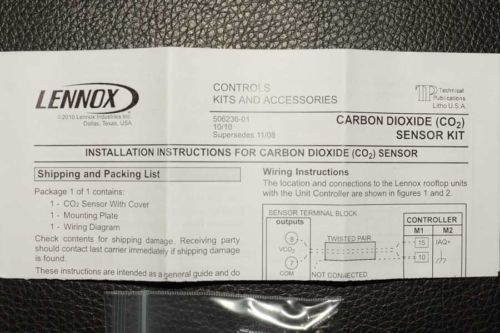 LENNOX
©2010 Lennox Industries Inc.
Dallas, Texas, USA
CONTROLS
KITS AND ACCESSORIES
506236-01
10/10
Supersedes 11/08
TP Technical
Publications
Litho U.S.A.
CARBON DIOXIDE (CO2)
SENSOR KIT
INSTALLATION INSTRUCTIONS FOR CARBON DIOXIDE (CO2) SENSOR
Shipping and Packing List
Package 1 of 1 contains:
1 - CO2 Sensor With Cover
1 - Mounting Plate
1 - Wiring Diagram
Check contents for shipping damage. Receiving party
should contact last carrier immediately if shipping damage
is found.
These instructions are intended as a general guide and do
Wiring Instructions
The location and connections to the Lennox rooftop units
with the Unit Controller are shown in figures 1 and 2.
SENSOR TERMINAL BLOCK
outputs
8
VCO2
7
COM
TWISTED PAIR
NOT CONNECTED
CONTROLLER
M1 M2
15 IAQ+
10